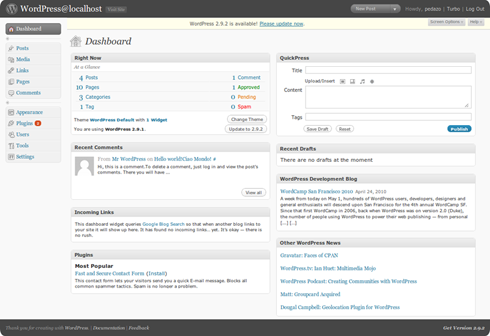 WordPress@localhost
Visit Site
New Post
Howdy, pedazo | Turbo | Log Out
WordPress 2.9.2 is available! Please update now.
Screen Options
Help
Dashboard
Posts
Media
Links
Pages
Comments
Appearance
Plugins
Users
Tools
Settings
Dashboard
Right Now
At a Glance
4 Posts 1 Comment
10 Pages 1 Approved
3 Categories 0 Pending
1 Tag 0 Spam
Theme WordPress Default with 1 Widget
Change Theme
You are using WordPress 2.9.1.
Update to 2.9.2
Recent Comments
From Mr WordPress on Hello world!Ciao Mondo! #
Hi, this is a comment.To delete a comment, just log in and view the post's
comments. There you will have …
View all
Incoming Links
This dashboard widget queries Google Blog Search so that when another blog links to
your site it will show up here. It has found no incoming links… yet. It's okay — there is
no rush.
Plugins
Most Popular
Fast and Secure Contact Form (Install)
This contact form lets your visitors send you a quick E-mail message. Blocks all
common spammer tactics. Spam is no longer a problem.
QuickPress
Title
Upload/Insert
Content
Tags
Save Draft
Reset
Publish
Recent Drafts
There are no drafts at the moment
WordPress Development Blog
WordCamp San Francisco 2010 April 24, 2010
A week from today on May 1, hundreds of WordPress users, developers, designers and
general enthusiasts will descend upon San Francisco for the 4th annual WordCamp SF.
Since that first WordCamp in 2006, back when WordPress was on version 2.0 (Duke),
the number of people using WordPress to power their web publishing — from personal
[...] [...]
Other WordPress News
Gravatar: Faces of CPAN
WordPress.tv: Ian Stuart: Multimedia Mojo
WordPress Podcast: Creating Communities with WordPress
Matt: Groupyard Acquired
Dougal Campbell: Geolocation Plugin for WordPress
Thank you for creating with WordPress | Documentation | Feedback
Get Version 2.9.2